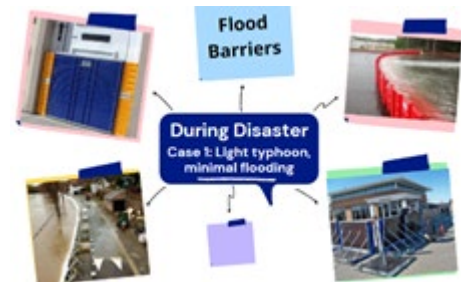 Flood
Barriers
During Disaster
Case 1: Light typhoon,
minimal flooding